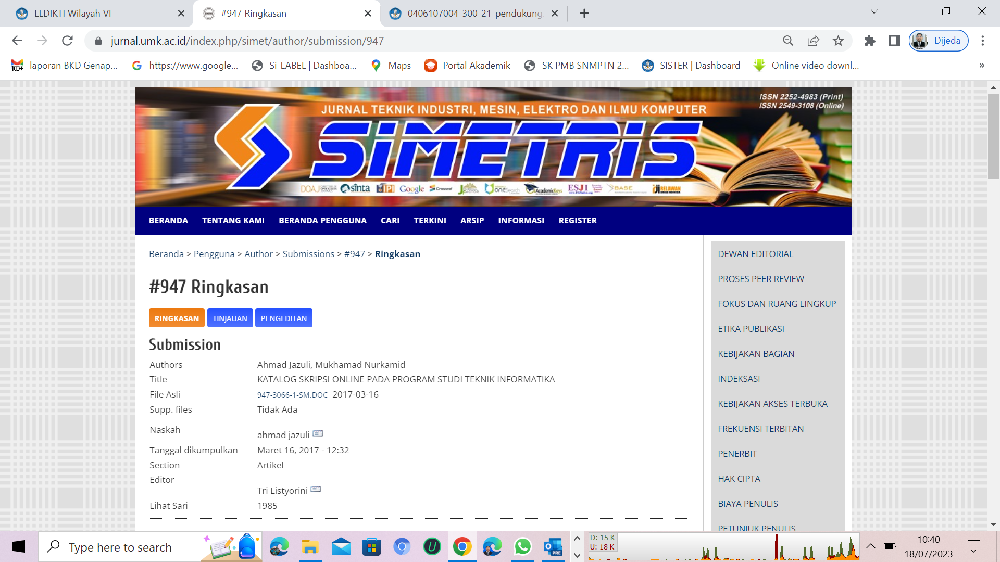 LLDIKTI Wilayah VI
#947 Ringkasan
0406107004_300_21_pendukung.
jurnal.umk.ac.id/index.php/simet/author/submission/947
Dijeda
100+
laporan BKD Genap...
https://www.google...
Si-LABEL | Dashboa...
Maps
Portal Akademik
SK PMB SNMPTN 2...
SISTER | Dashboard
Online video downl...
»
ISSN 2252-4983 (Print)
ISSN 2549-3108 (Online)
JURNAL TEKNIK INDUSTRI, MESIN, ELEKTRO DAN ILMU KOMPUTER
SIMETRIS
DOAJ sinta IPI Google Crossref OneSearch AcademicKeys ESJI BASE RELAWAN
BERANDA TENTANG KAMI BERANDA PENGGUNA CARI TERKINI ARSIP INFORMASI REGISTER
Beranda > Pengguna > Author > Submissions > #947 > Ringkasan
#947 Ringkasan
RINGKASAN TINJAUAN PENGEDITAN
Submission
Authors Ahmad Jazuli, Mukhamad Nurkamid
Title KATALOG SKRIPSI ONLINE PADA PROGRAM STUDI TEKNIK INFORMATIKA
File Asli 947-3066-1-SM.DOC 2017-03-16
Supp. files Tidak Ada
Naskah ahmad jazuli
Tanggal dikumpulkan Maret 16, 2017 - 12:32
Section Artikel
Editor Tri Listyorini
Lihat Sari 1985
DEWAN EDITORIAL
PROSES PEER REVIEW
FOKUS DAN RUANG LINGKUP
ETIKA PUBLIKASI
KEBIJAKAN BAGIAN
INDEKSASI
KEBIJAKAN AKSES TERBUKA
FREKUENSI TERBITAN
PENERBIT
HAK CIPTA
BIAYA PENULIS
PETUNJUK PENULIS
Type here to search
PRE
D: 15 K
U: 18 K
10:40
18/07/2023